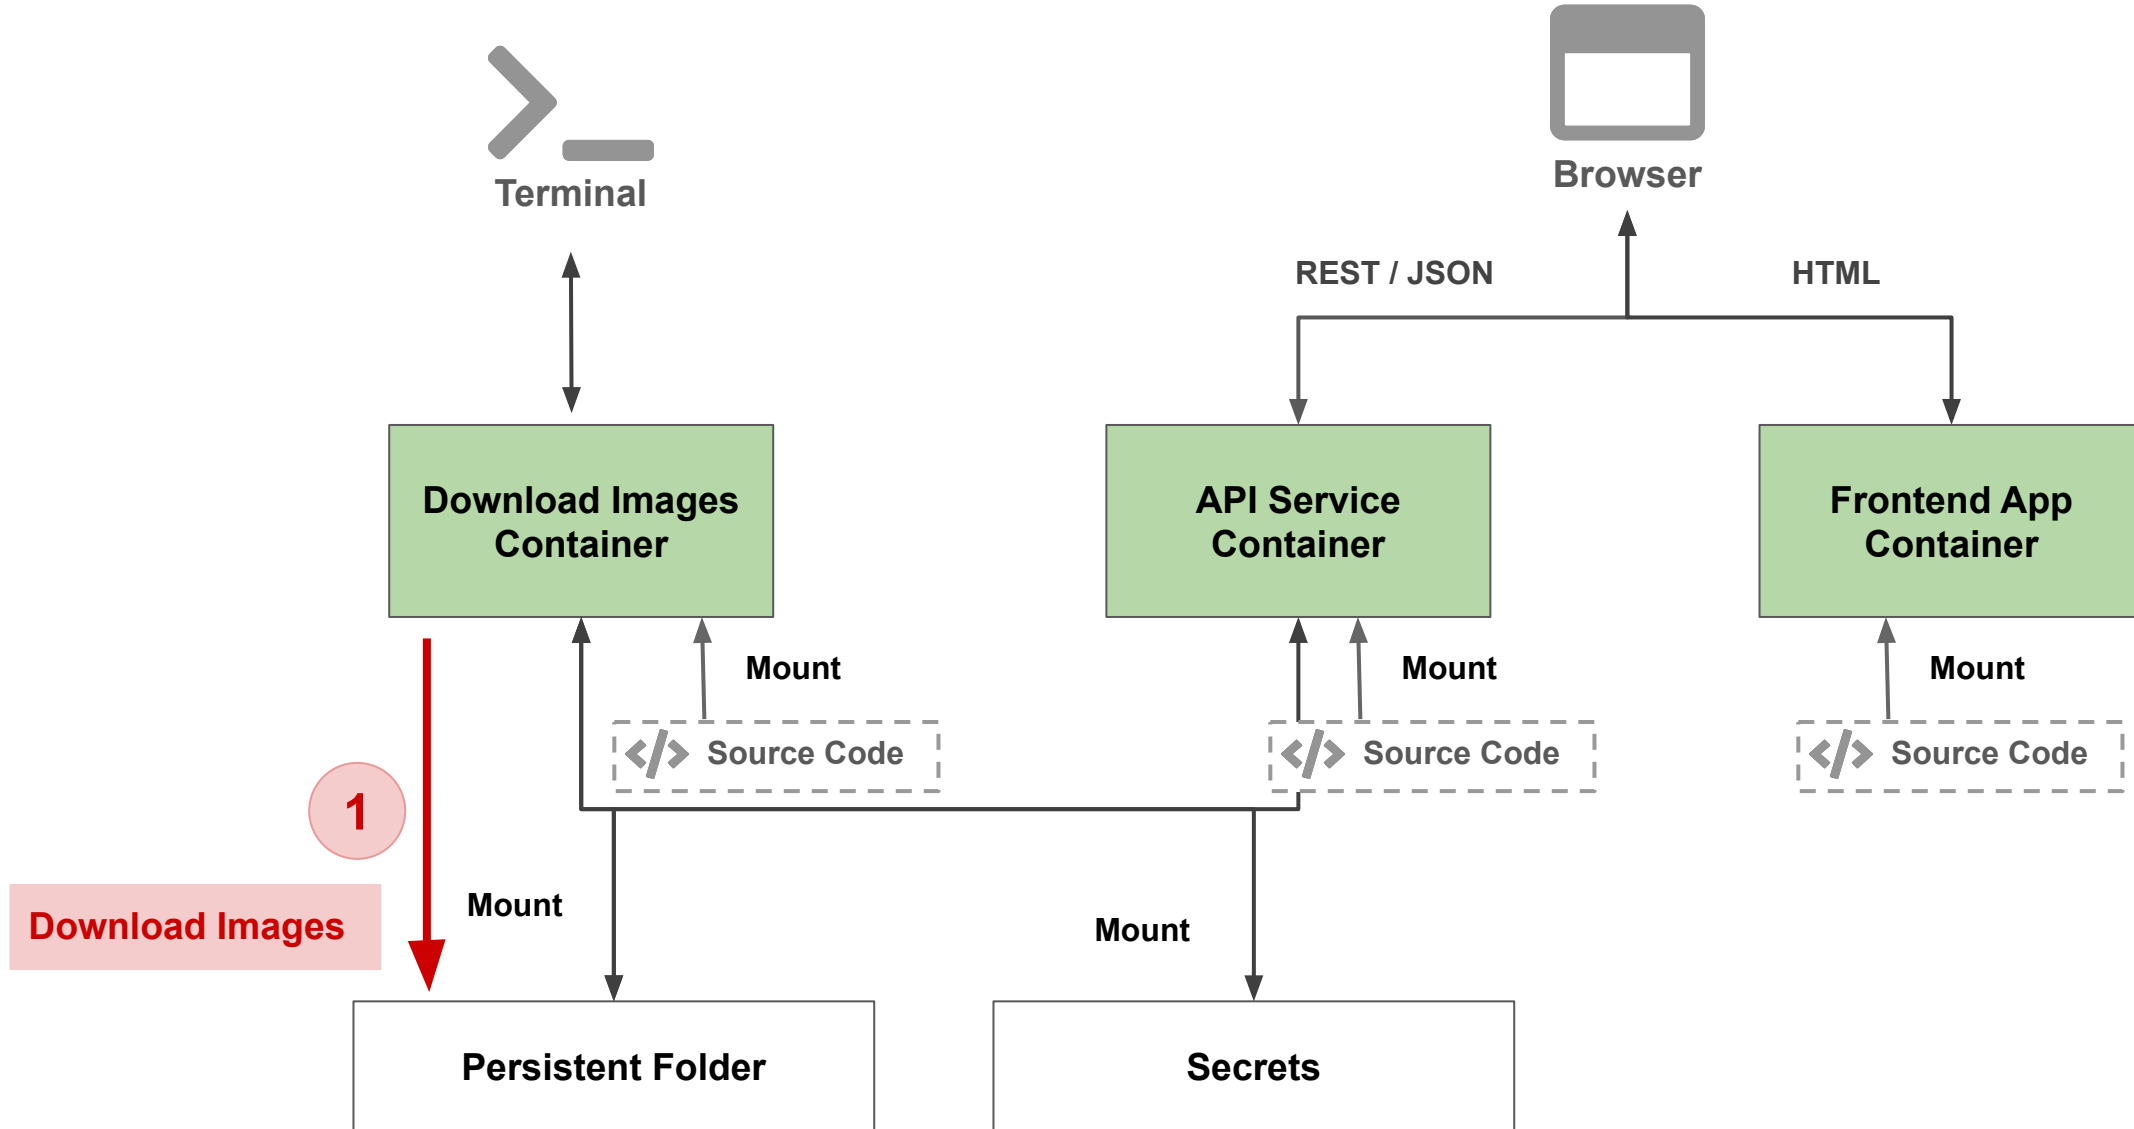 Terminal
Browser
REST / JSON
HTML
Download Images
Container
API Service
Container
Frontend App
Container
Mount
Mount
Mount
</> Source Code
</> Source Code
</> Source Code
1
Download Images
Mount
Mount
Persistent Folder
Secrets